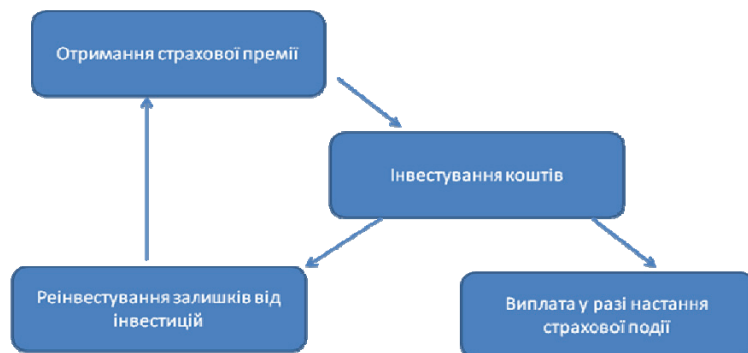 Отримання страхової премії
Інвестування коштів
Реінвестування залишків від
інвестицій
Виплата у разі настання
страхової події